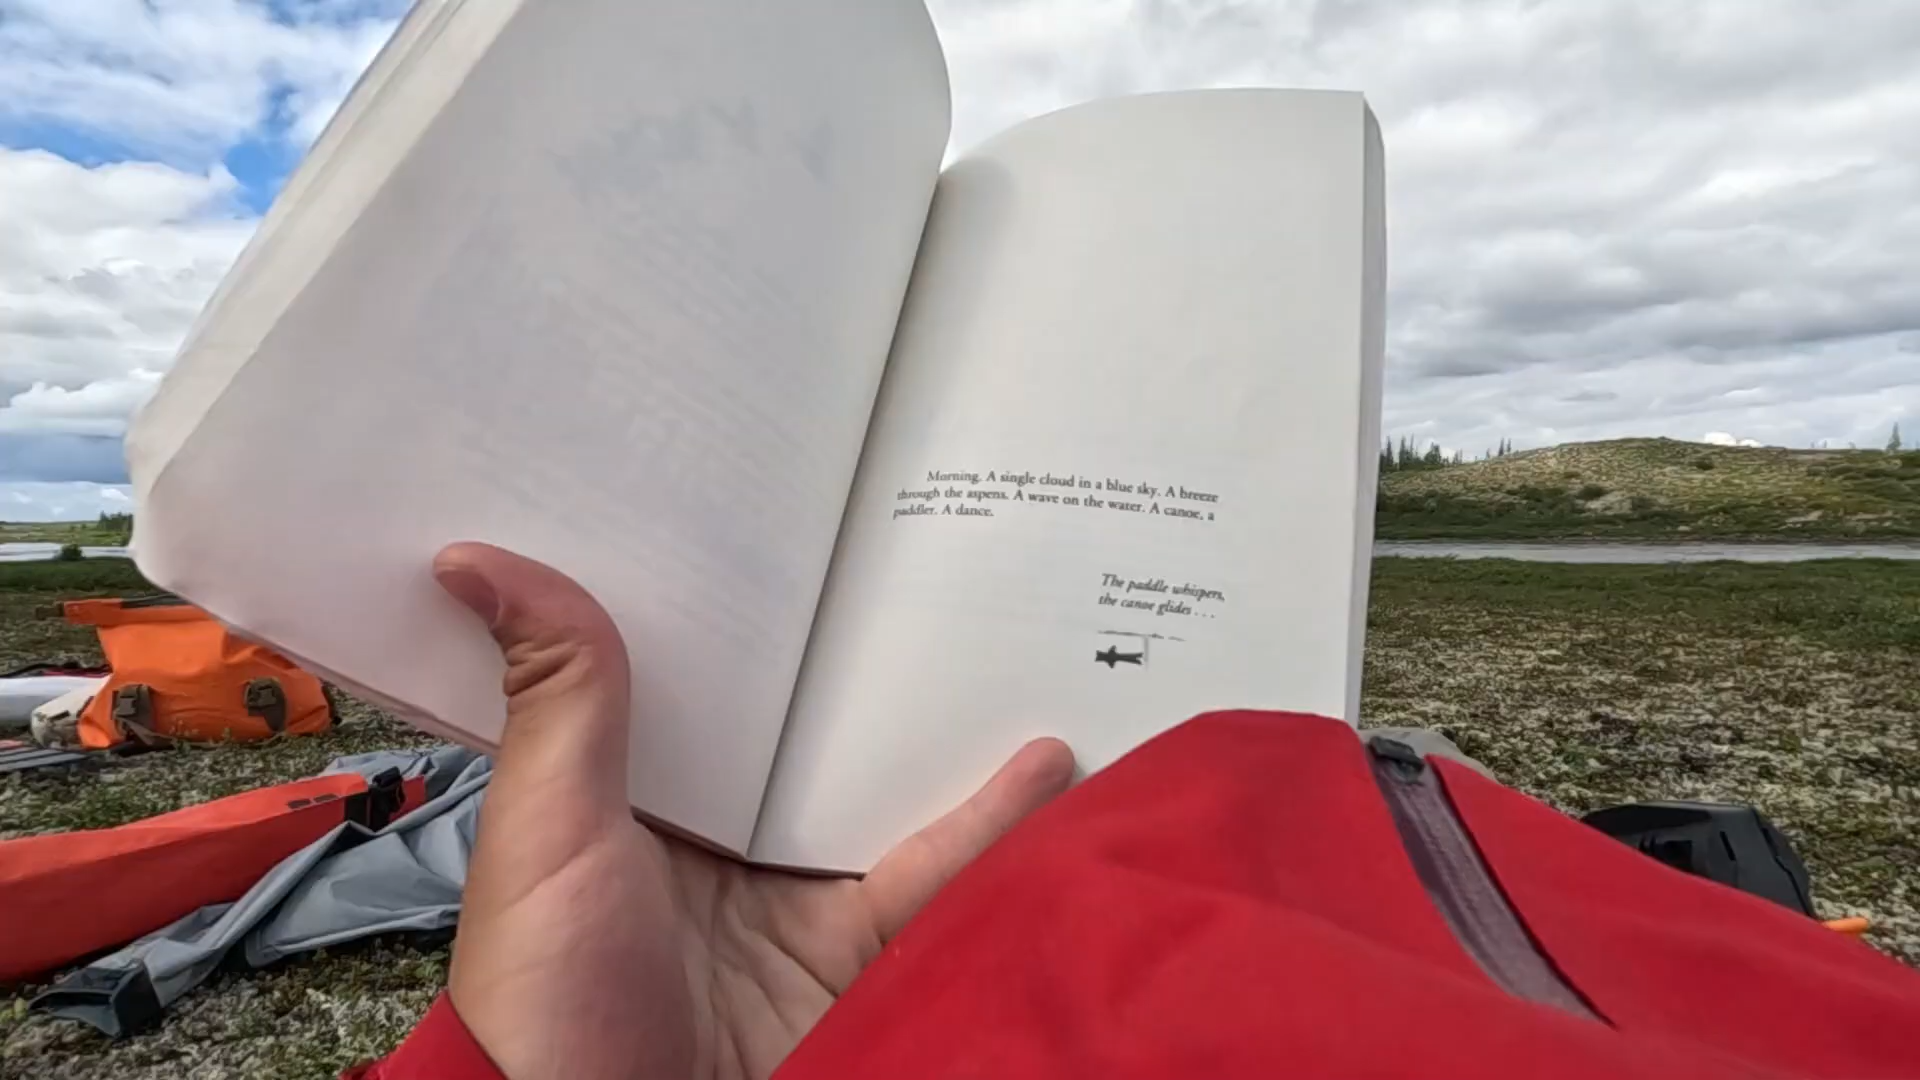 Morning. A single cloud in a blue sky. A breeze
through the aspens. A wave on the water. A canoe, a
paddler. A dance.
The paddle whispers,
the canoe glides . . .